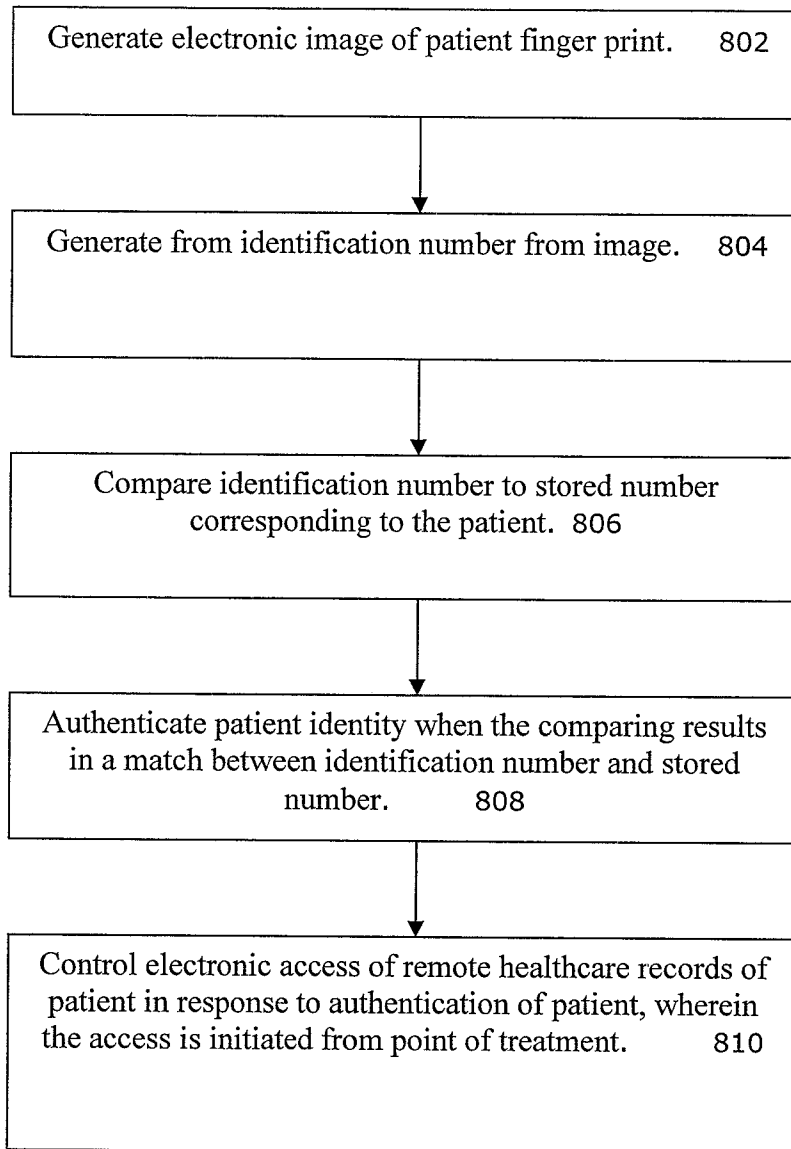 Generate electronic image of patient finger print. 802
Generate from identification number from image. 804
Compare identification number to stored number
corresponding to the patient. 806
Authenticate patient identity when the comparing results
in a match between identification number and stored
number. 808
Control electronic access of remote healthcare records of
patient in response to authentication of patient, wherein
the access is initiated from point of treatment. 810